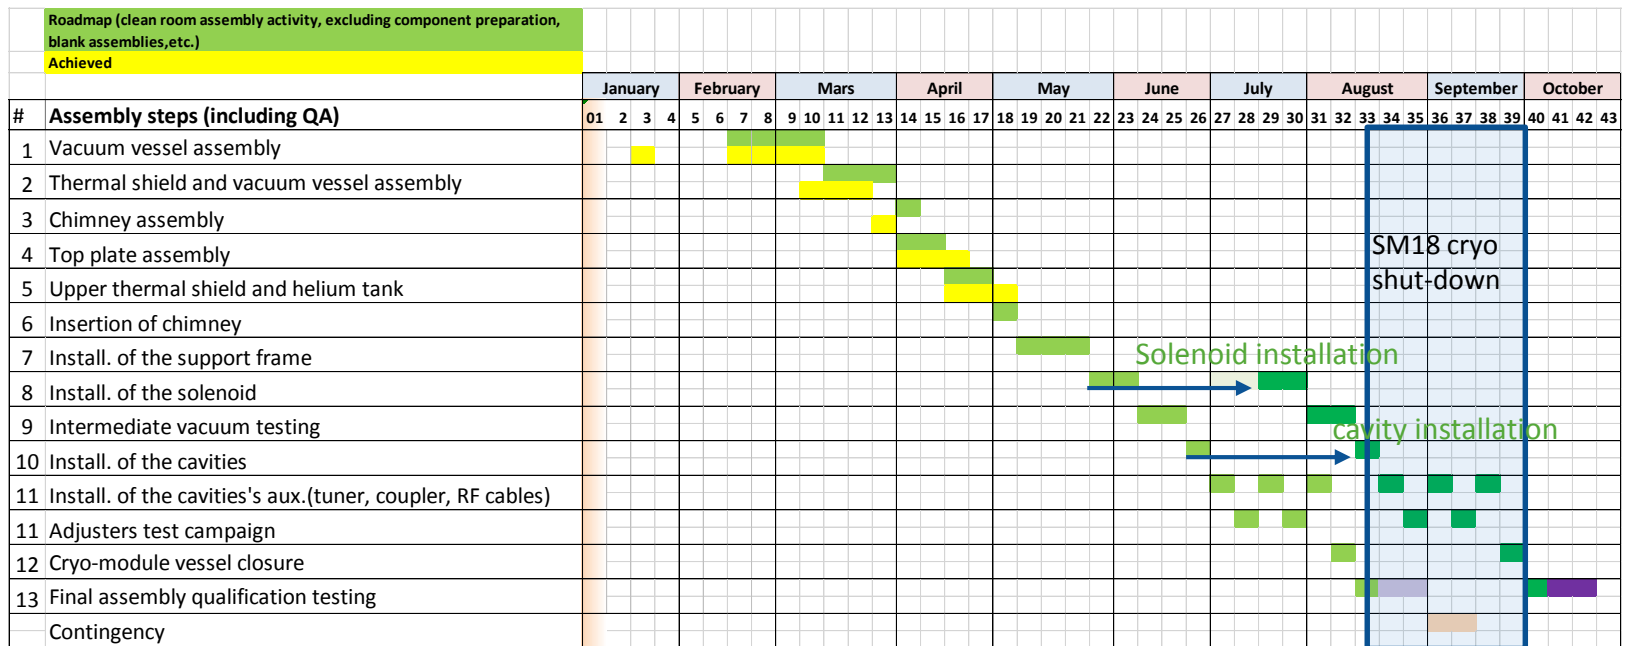 Roadmap (clean room assembly activity, excluding component preparation,
blank assemblies,etc.)
Achieved
January February Mars April May June July August September October
# Assembly steps (including QA) 01 2 3 4 5 6 7 8 9 10 11 12 13 14 15 16 17 18 19 20 21 22 23 24 25 26 27 28 29 30 31 32 33 34 35 36 37 38 39 40 41 42 43
1 Vacuum vessel assembly
2 Thermal shield and vacuum vessel assembly
3 Chimney assembly
4 Top plate assembly
SM18 cryo
shut-down
5 Upper thermal shield and helium tank
6 Insertion of chimney
7 Install. of the support frame
Solenoid installation
8 Install. of the solenoid
9 Intermediate vacuum testing
cavity installation
10 Install. of the cavities
11 Install. of the cavities's aux.(tuner, coupler, RF cables)
11 Adjusters test campaign
12 Cryo-module vessel closure
13 Final assembly qualification testing
Contingency